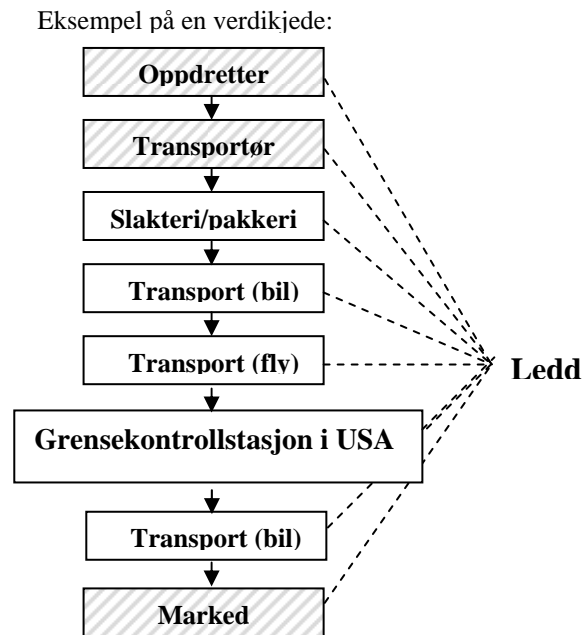 Eksempel på en verdikjede:
Oppdretter
Transportør
Slakteri/pakkeri
Transport (bil)
Transport (fly)
Ledd
Grensekontrollstasjon i USA
Transport (bil)
Marked